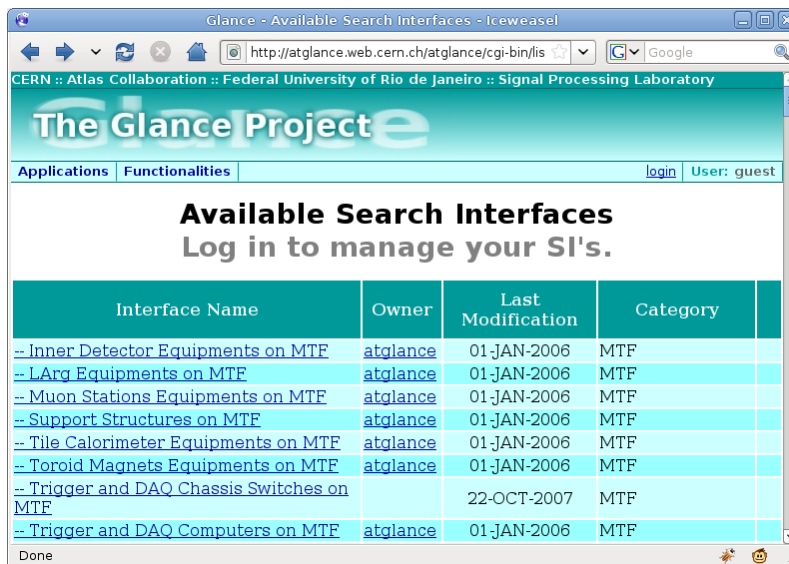 Glance - Available Search Interfaces - Iceweasel
http://atglance.web.cern.ch/atglance/cgi-bin/lis
G Google
CERN :: Atlas Collaboration :: Federal University of Rio de Janeiro :: Signal Processing Laboratory
Glance
The Glance Project
Applications Functionalities login User: guest
Available Search Interfaces
Log in to manage your SI's.
Interface Name Owner Last Modification Category
-- Inner Detector Equipments on MTF atglance 01-JAN-2006 MTF
-- LArg Equipments on MTF atglance 01-JAN-2006 MTF
-- Muon Stations Equipments on MTF atglance 01-JAN-2006 MTF
-- Support Structures on MTF atglance 01-JAN-2006 MTF
-- Tile Calorimeter Equipments on MTF atglance 01-JAN-2006 MTF
-- Toroid Magnets Equipments on MTF atglance 01-JAN-2006 MTF
-- Trigger and DAQ Chassis Switches on
MTF 22-OCT-2007 MTF
-- Trigger and DAQ Computers on MTF atglance 01-JAN-2006 MTF
Done